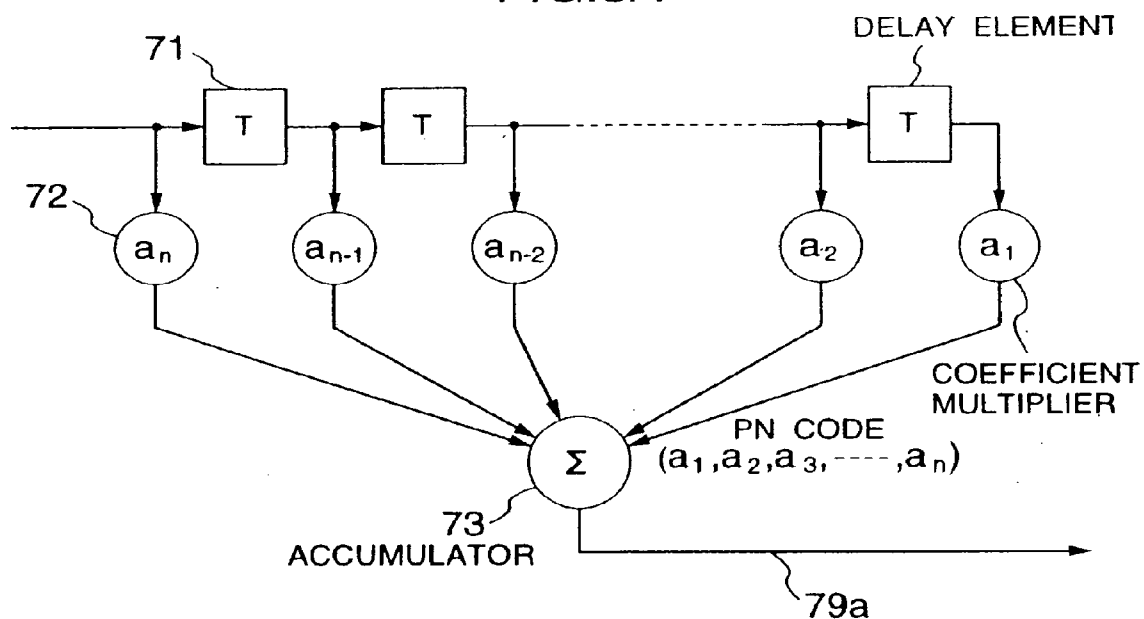 DELAY ELEMENT
71
T
T
T
72
an
an-1
an-2
a2
a1
COEFFICIENT
MULTIPLIER
PN CODE
(a1,a2,a3,----,an)
Σ
73
ACCUMULATOR
79a